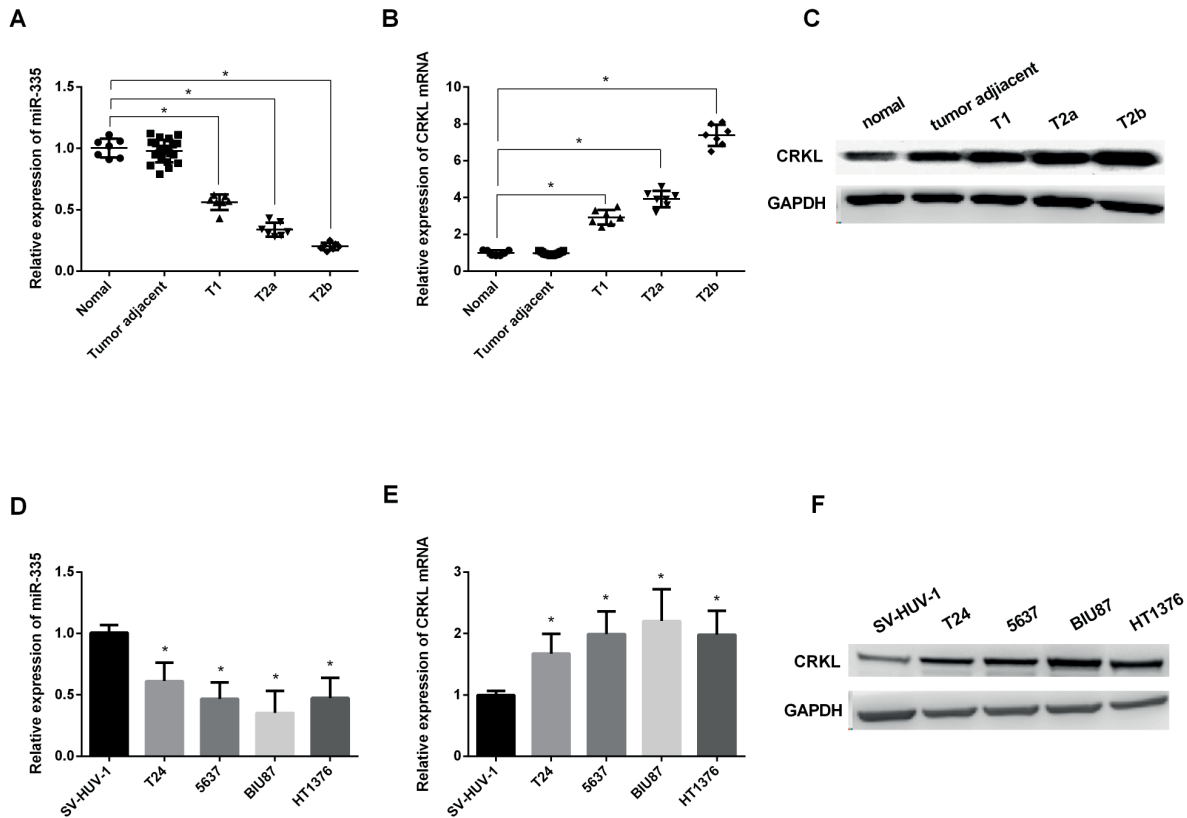 A
Relative expression of miR-335
1.5
1.0
0.5
0.0
*
*
*
Nomal
Tumor adjacent
T1
T2a
T2b
B
Relative expression of CRKL mRNA
10
8
6
4
2
0
*
*
*
Nomal
Tumor adjacent
T1
T2a
T2b
C
nomal
tumor adjiacent
T1
T2a
T2b
CRKL
GAPDH
D
Relative expression of miR-335
1.5
1.0
0.5
0.0
*
*
*
*
SV-HUV-1
T24
5637
BIU87
HT1376
E
Relative expression of CRKL mRNA
3
2
1
0
*
*
*
*
SV-HUV-1
T24
5637
BIU87
HT1376
F
SV-HUV-1
T24
5637
BIU87
HT1376
CRKL
GAPDH